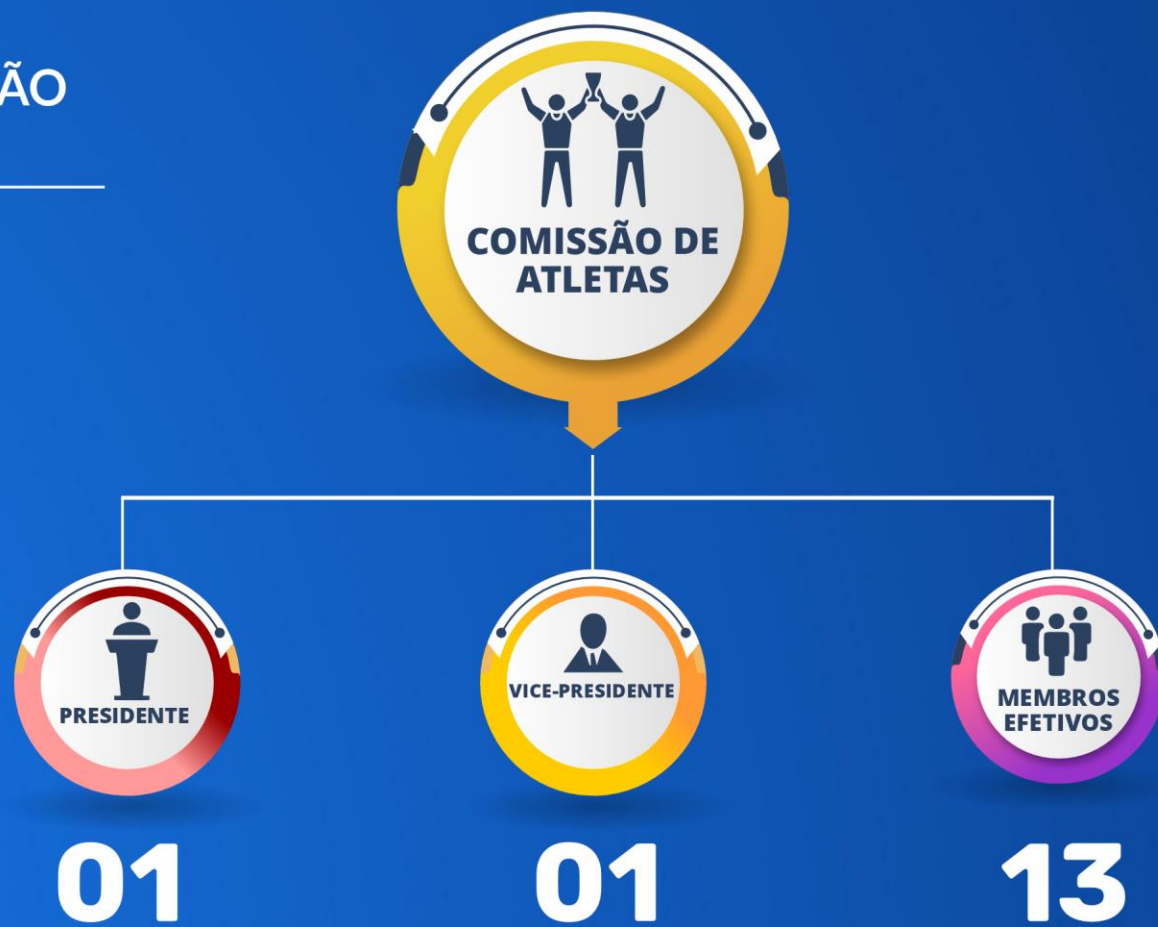 ÃO
COMISSÃO DE
ATLETAS
PRESIDENTE
VICE-PRESIDENTE
MEMBROS
EFETIVOS
01
01
13